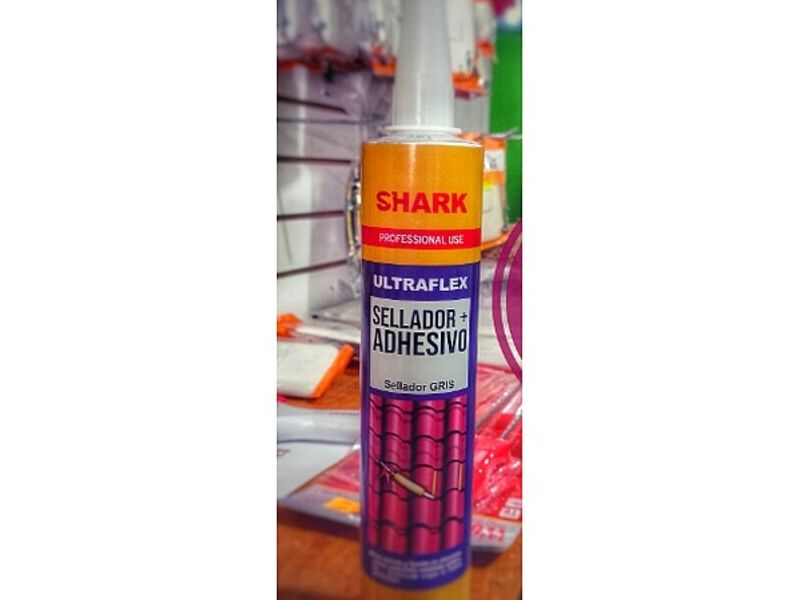 SHARK
PROFESSIONAL USE
ULTRAFLEX
SELLADOR +
ADHESIVO
Sellador GRIS